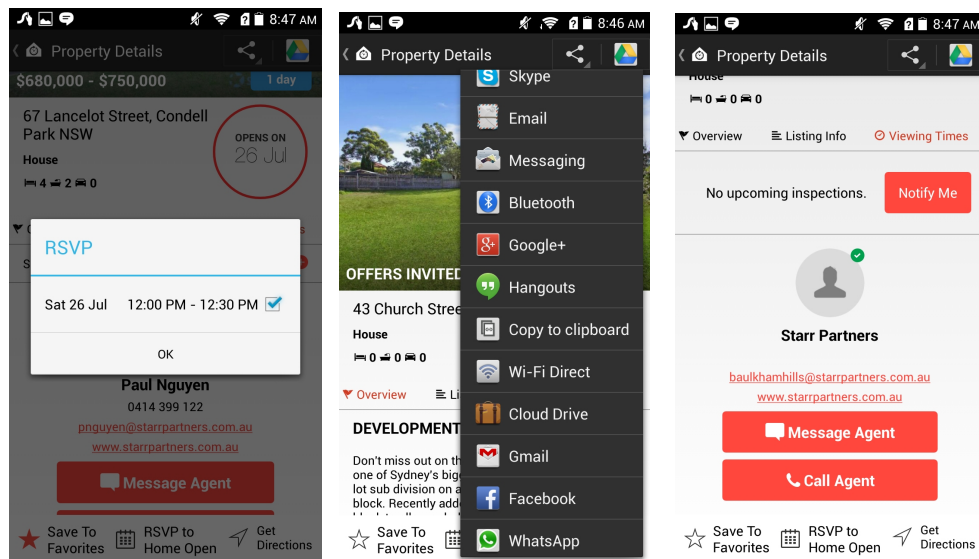 8:47 AM
Property Details
$680,000 - $750,000
1 day
67 Lancelot Street, Condell
Park NSW
OPENS ON
26 Jul
House
4 2 0
RSVP
Sat 26 Jul 12:00 PM - 12:30 PM
OK
Paul Nguyen
0414 399 122
pnguyen@starrpartners.com.au
www.starrpartners.com.au
Message Agent
Save To
Favorites
RSVP to
Home Open
Get
Directions
8:46 AM
Property Details
Skype
Email
Messaging
Bluetooth
Google+
Hangouts
Copy to clipboard
Wi-Fi Direct
Cloud Drive
Gmail
Facebook
WhatsApp
OFFERS INVITED
43 Church Stree
House
0 0 0
Overview Li
DEVELOPMENT
Don't miss out on th
one of Sydney's bigg
lot sub division on a
block. Recently add
Save To
Favorites
8:47 AM
Property Details
House
0 0 0
Overview Listing Info Viewing Times
No upcoming inspections. Notify Me
Starr Partners
baulkhamhills@starrpartners.com.au
www.starrpartners.com.au
Message Agent
Call Agent
Save To
Favorites
RSVP to
Home Open
Get
Directions